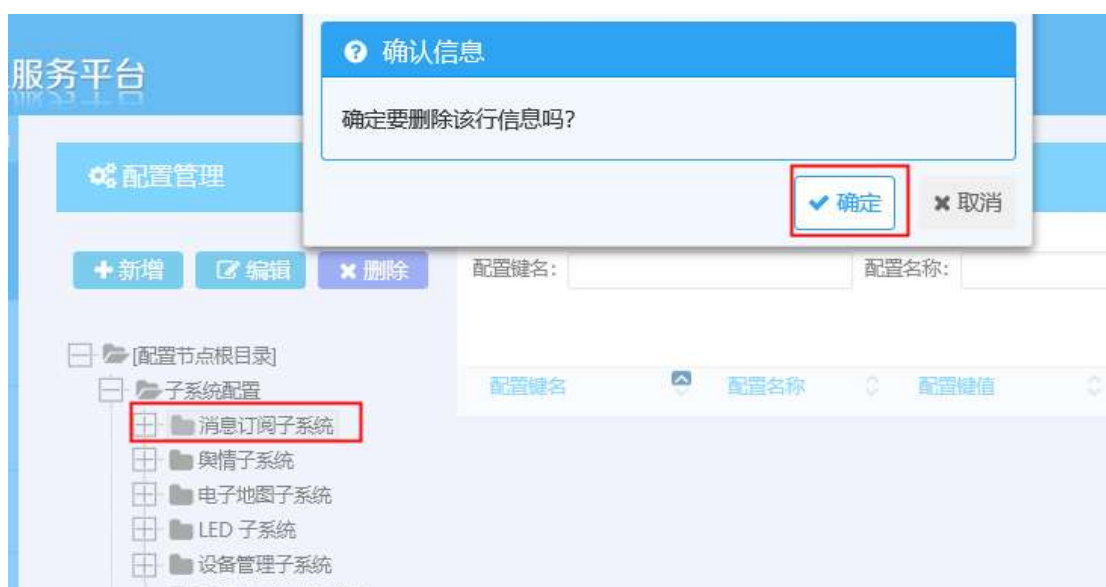 确认信息
服务平台
确定要删除该行信息吗?
配置管理
确定 取消
新增 编辑 删除 配置键名: 配置名称:
[配置节点根目录]
子系统配置 配置键名 配置名称 配置键值
消息订阅子系统
舆情子系统
电子地图子系统
LED 子系统
设备管理子系统